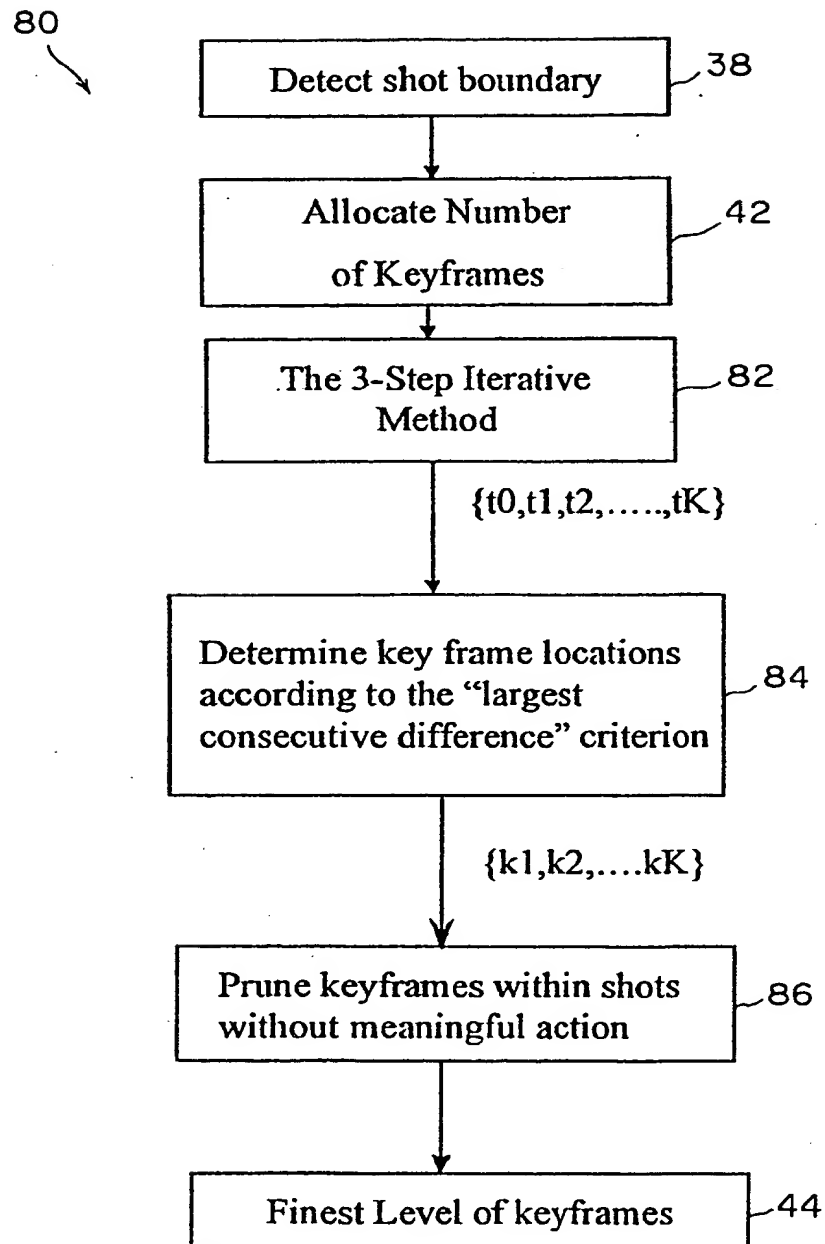 80
Detect shot boundary
38
Allocate Number
of Keyframes
42
The 3-Step Iterative
Method
82
{t0,t1,t2,.....,tK}
Determine key frame locations
according to the “largest
consecutive difference” criterion
84
{k1,k2,....kK}
Prune keyframes within shots
without meaningful action
86
Finest Level of keyframes
44